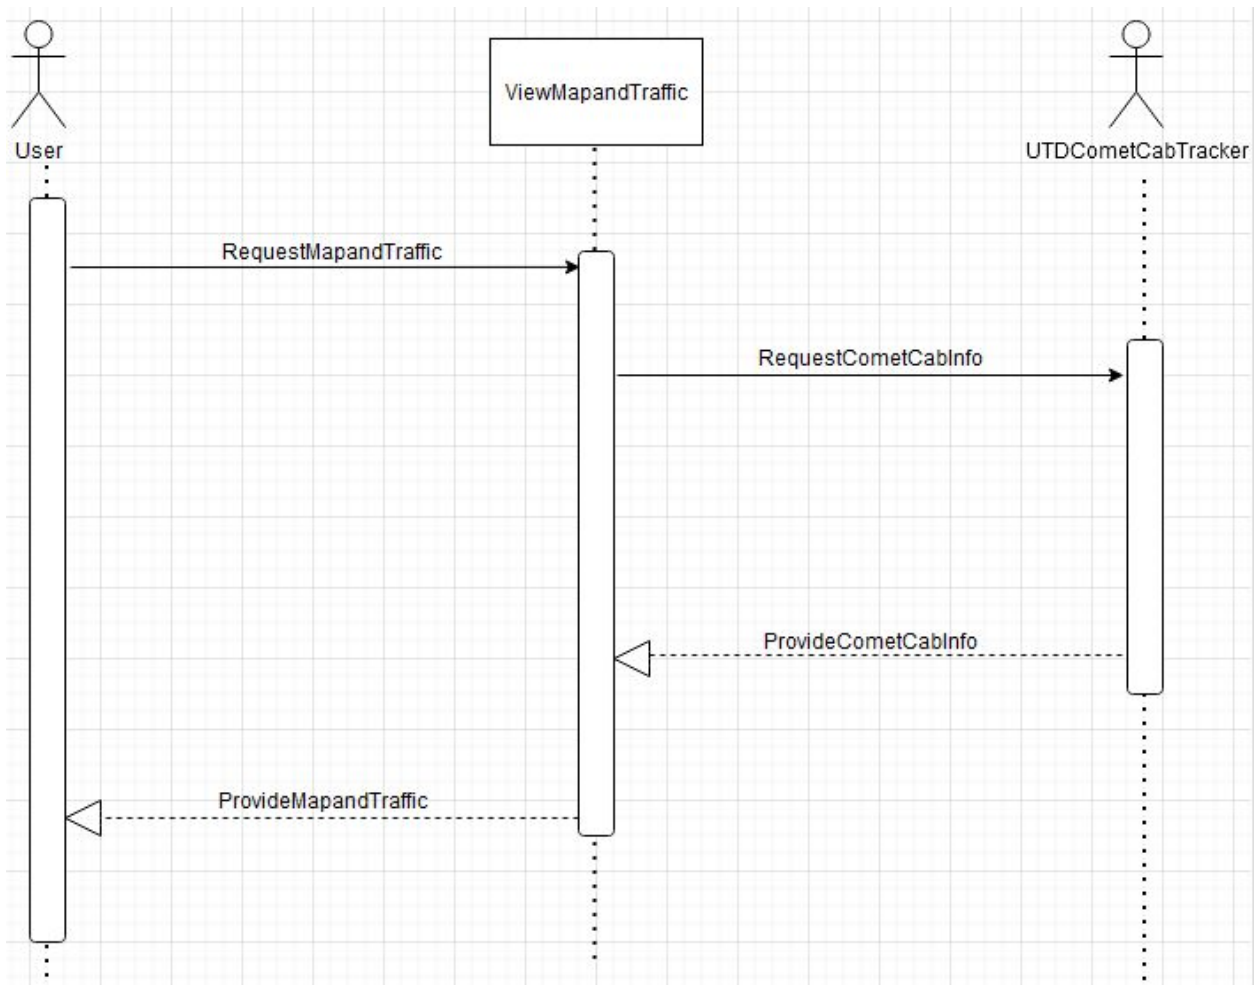 ViewMapandTraffic
User
UTDCometCabTracker
RequestMapandTraffic
RequestCometCabInfo
ProvideCometCabInfo
ProvideMapandTraffic